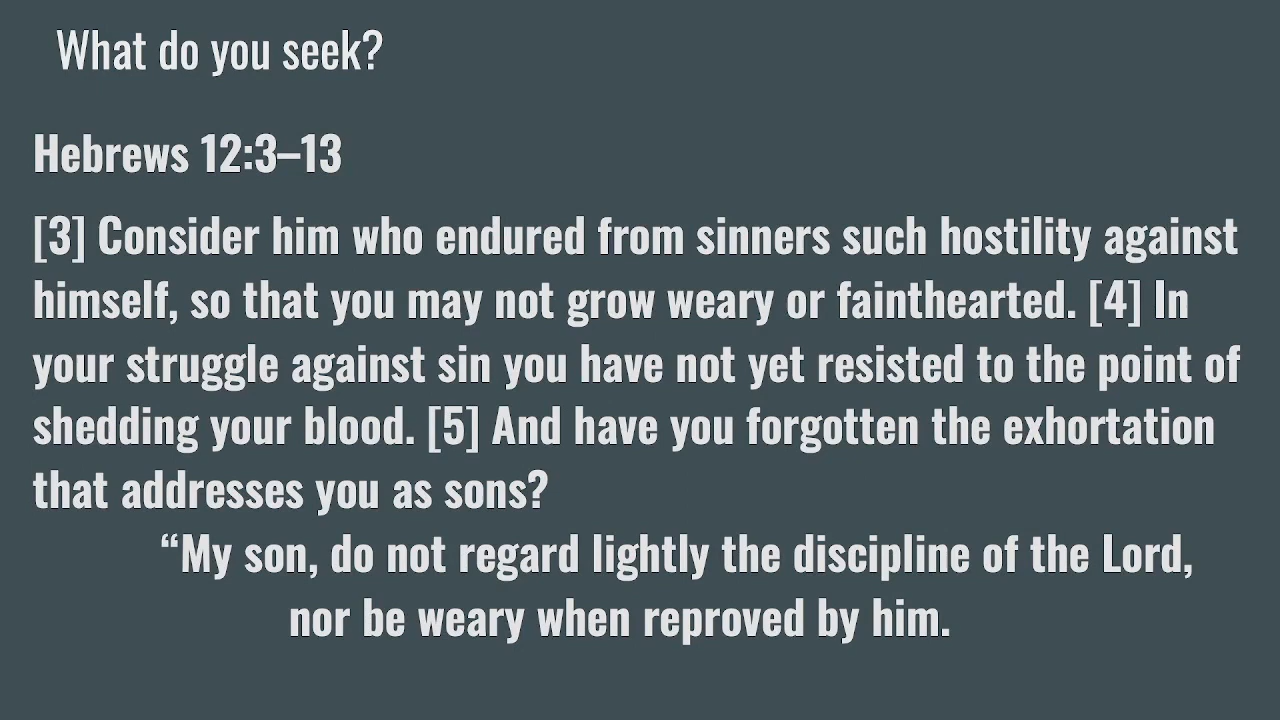 What do you seek?
Hebrews 12:3–13
[3] Consider him who endured from sinners such hostility against
himself, so that you may not grow weary or fainthearted. [4] In
your struggle against sin you have not yet resisted to the point of
shedding your blood. [5] And have you forgotten the exhortation
that addresses you as sons?
“My son, do not regard lightly the discipline of the Lord,
nor be weary when reproved by him.